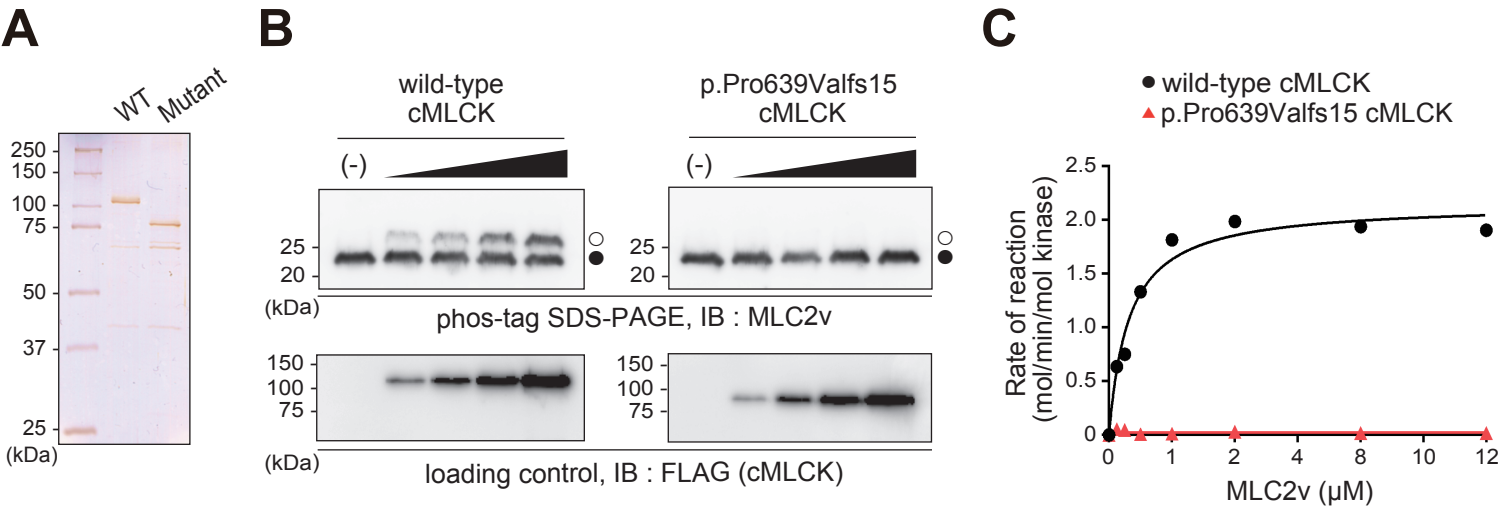 A
WT
Mutant
250
150
100
75
50
37
25
(kDa)
B
wild-type
cMLCK
p.Pro639Valfs15
cMLCK
(-)
(-)
25
20
(kDa)
25
20
phos-tag SDS-PAGE, IB : MLC2v
150
100
75
(kDa)
150
100
75
loading control, IB : FLAG (cMLCK)
C
wild-type cMLCK
p.Pro639Valfs15 cMLCK
Rate of reaction
(mol/min/mol kinase)
2.5
2.0
1.5
1.0
0.5
0
0 1 2 4 8 10 12
MLC2v (µM)